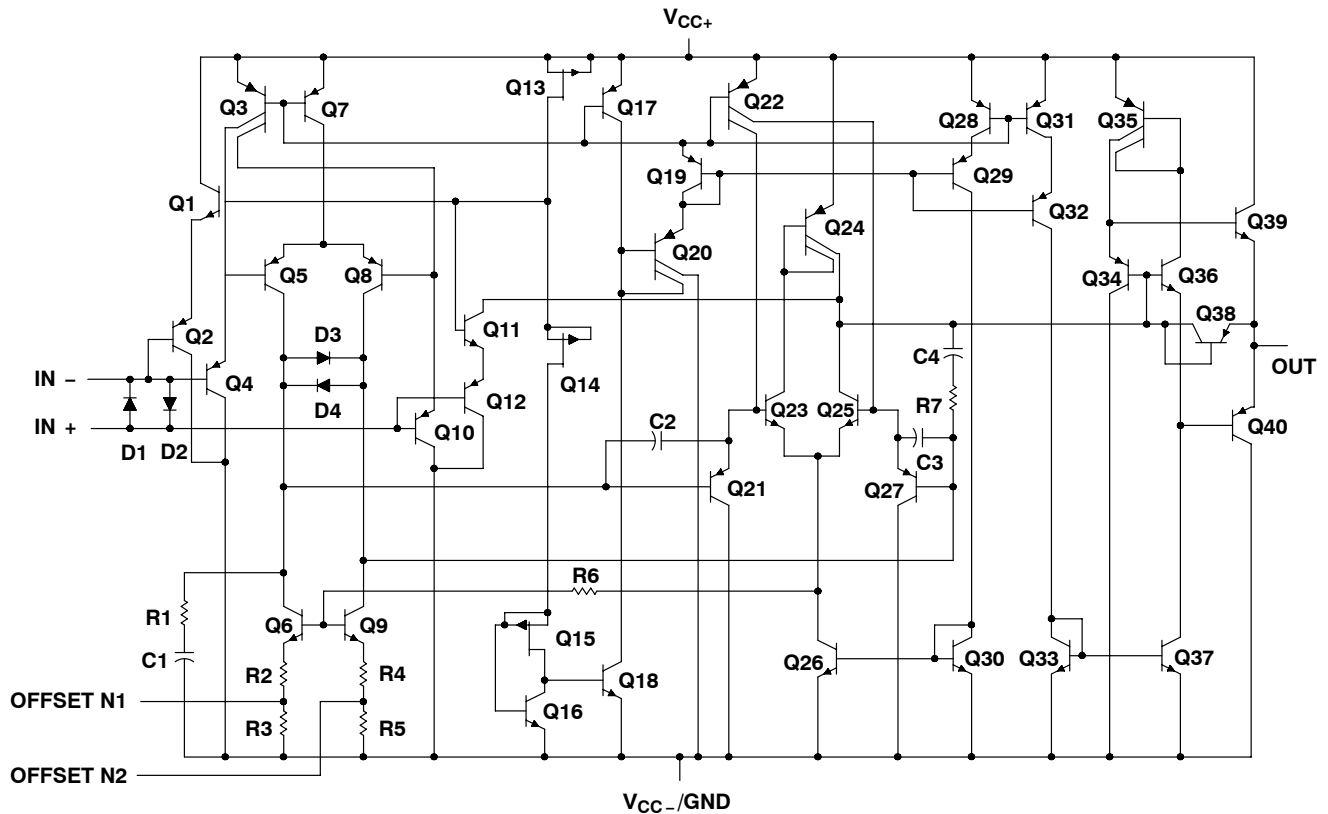 VCC+
Q3
Q7
Q13
Q17
Q22
Q28
Q31
Q35
Q1
Q19
Q29
Q32
Q39
Q5
Q8
Q20
Q24
Q34
Q36
Q2
D3
Q11
Q38
IN −
Q4
D4
Q14
C4
OUT
Q12
R7
IN +
D1
D2
Q10
C2
Q23
Q25
C3
Q40
Q21
Q27
R6
R1
Q6
Q9
Q15
C1
Q26
Q30
Q33
Q37
R2
R4
Q18
OFFSET N1
Q16
R3
R5
OFFSET N2
VCC−/GND